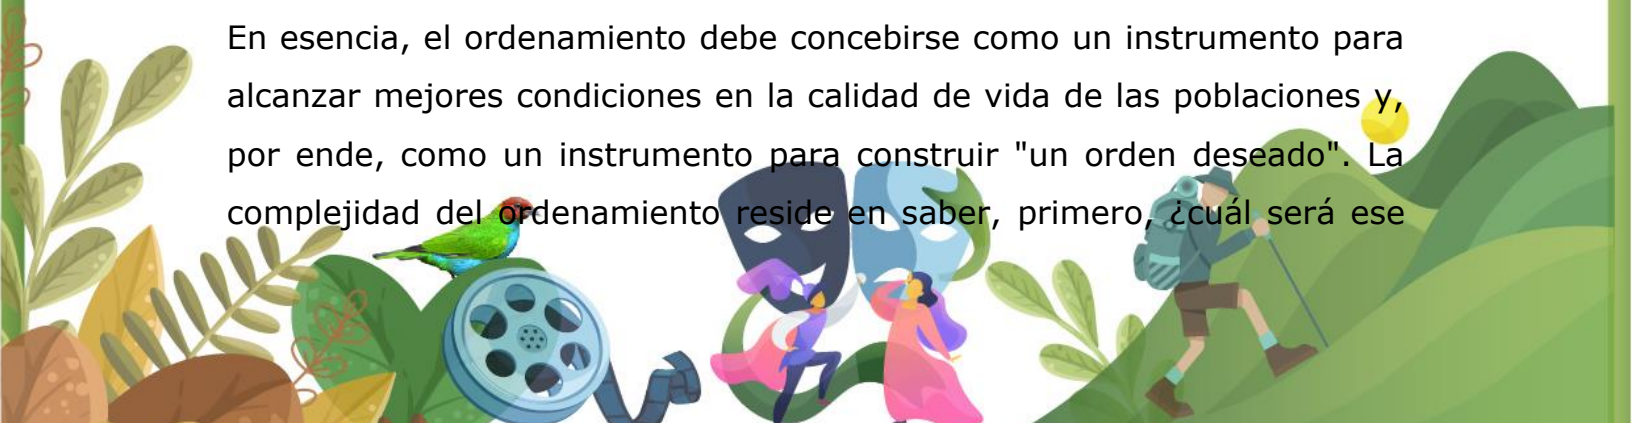 En esencia, el ordenamiento debe concebirse como un instrumento para
alcanzar mejores condiciones en la calidad de vida de las poblaciones y,
por ende, como un instrumento para construir "un orden deseado". La
complejidad del ordenamiento reside en saber, primero, ¿cuál será ese